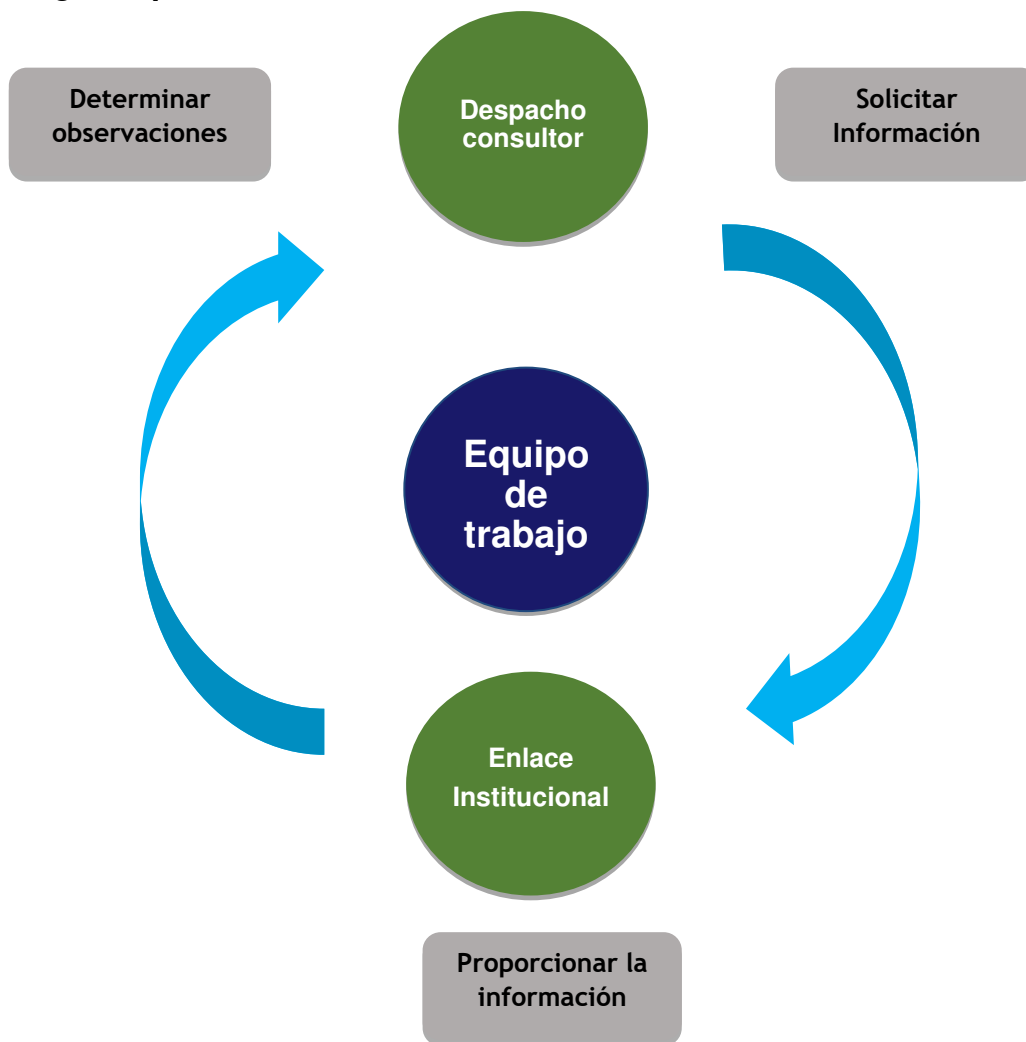 Determinar
observaciones
Despacho
consultor
Solicitar
Información
Equipo
de
trabajo
Enlace
Institucional
Proporcionar la
información